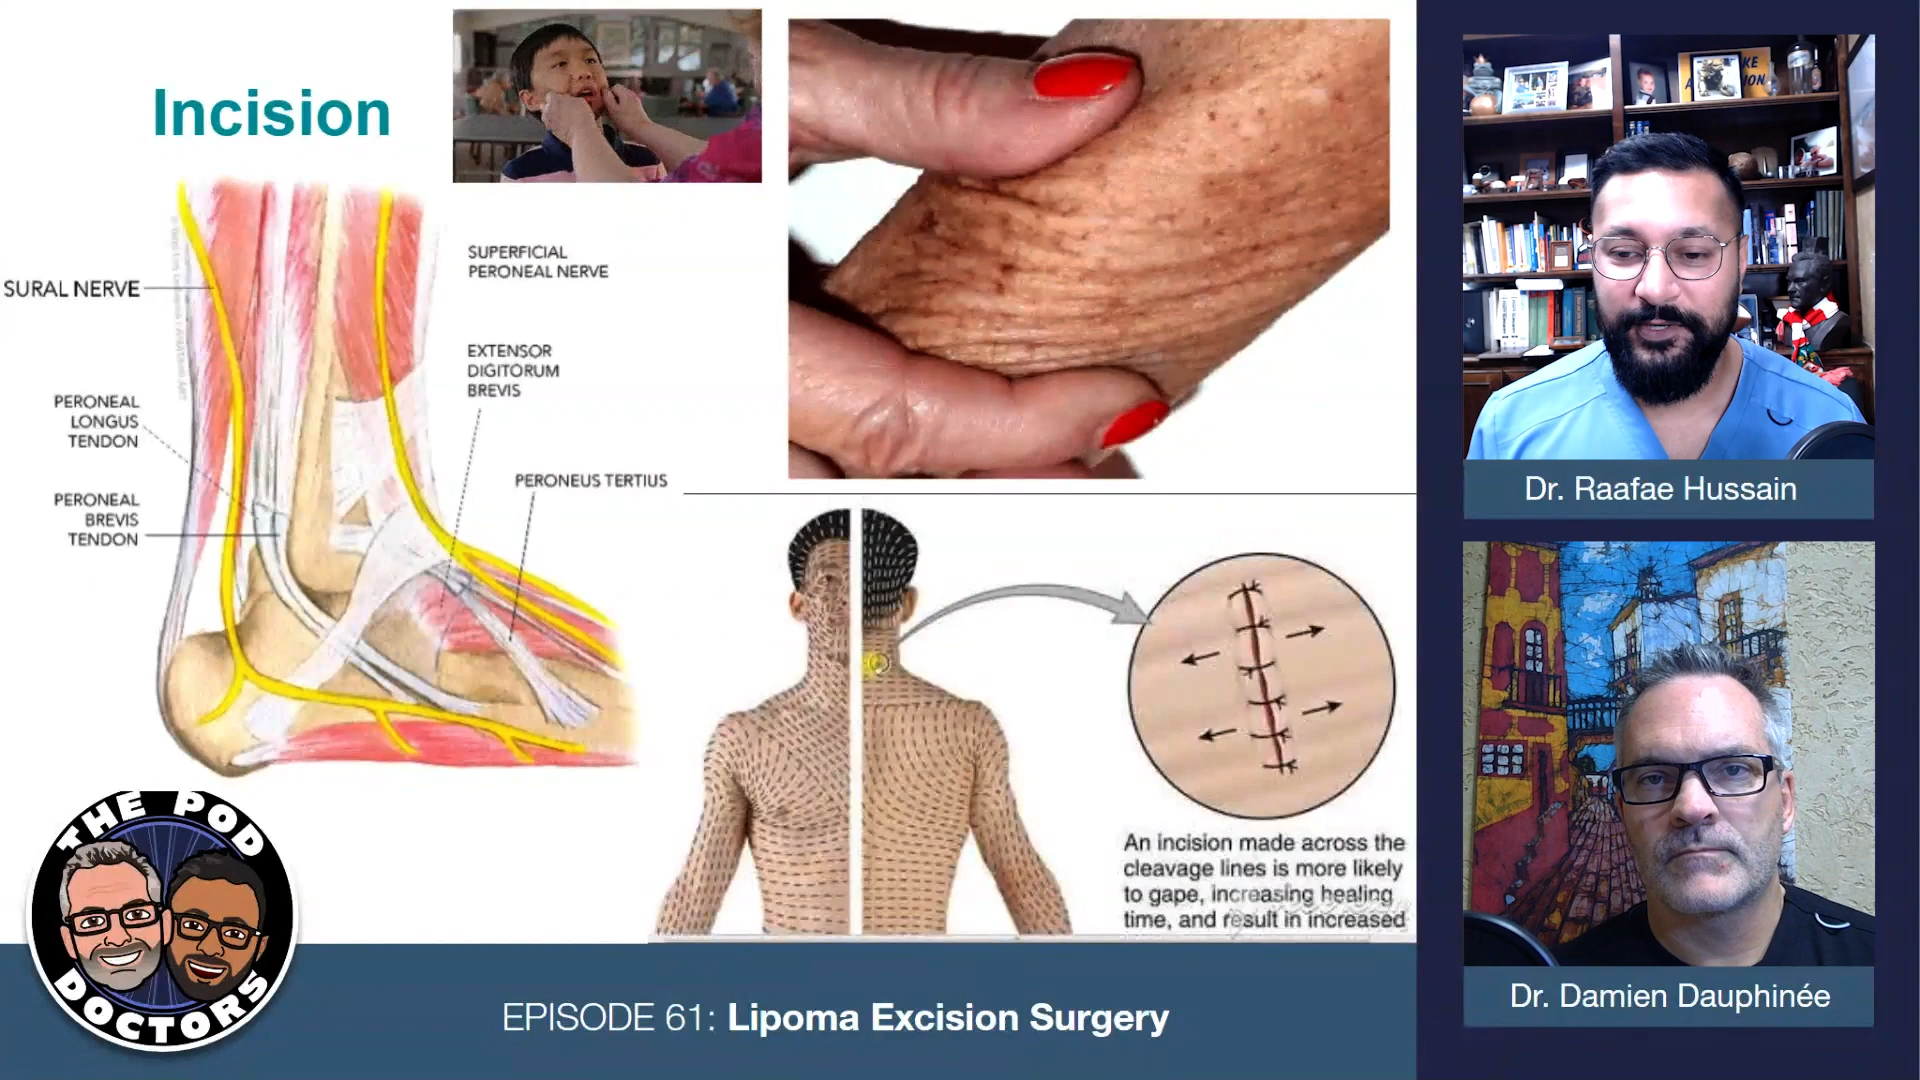 Incision
SUPERFICIAL
PERONEAL NERVE
SURAL NERVE
EXTENSOR
DIGITORUM
BREVIS
PERONEAL
LONGUS
TENDON
PERONEUS TERTIUS
PERONEAL
BREVIS
TENDON
An incision made across the
cleavage lines is more likely
to gape, increasing healing
time, and result in increased
THE POD
DOCTORS
EPISODE 61: Lipoma Excision Surgery
Dr. Raafae Hussain
Dr. Damien Dauphinée